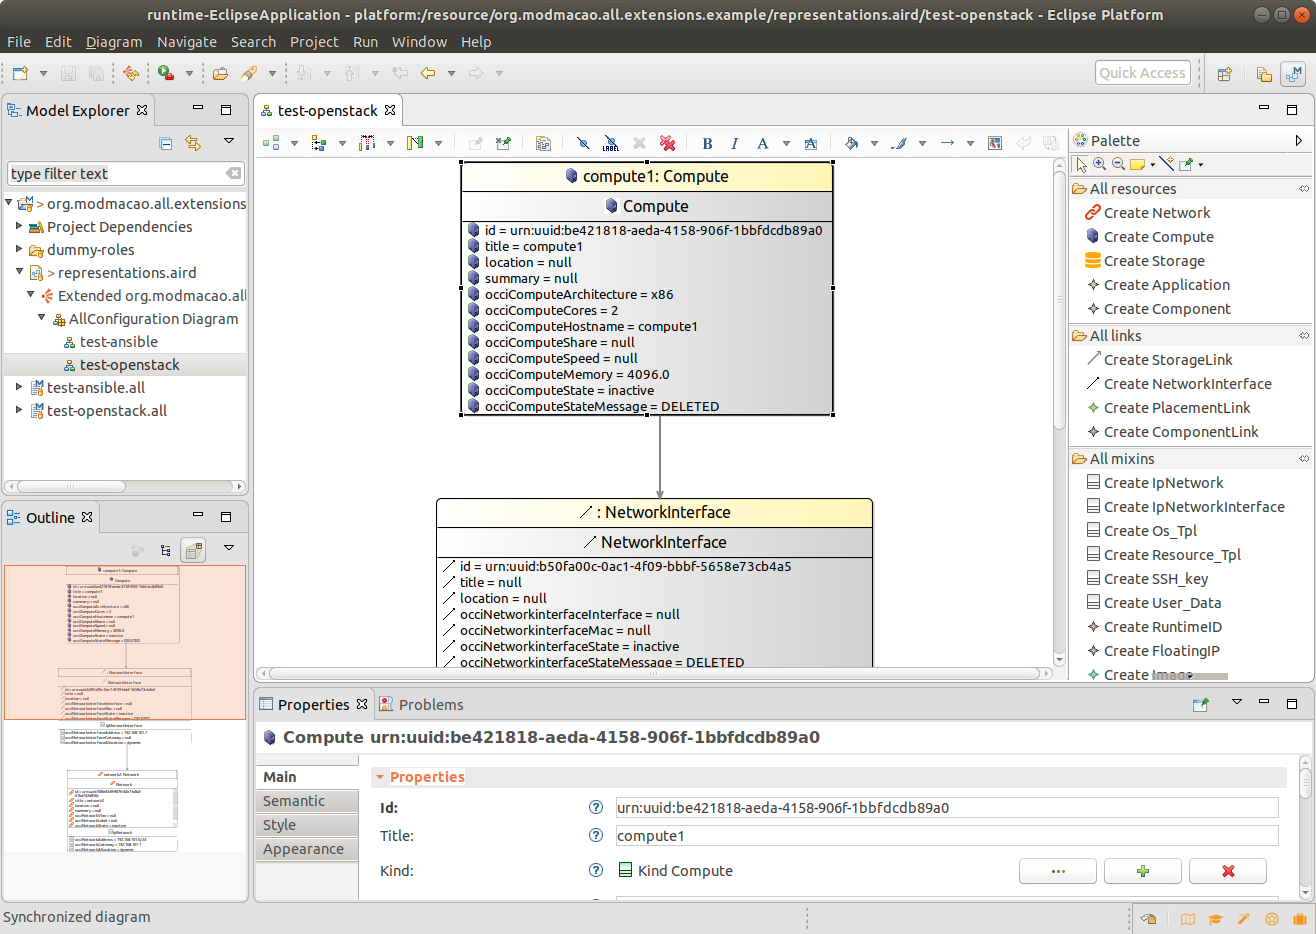 runtime-EclipseApplication - platform:/resource/org.modmacao.all.extensions.example/representations.aird/test-openstack - Eclipse Platform
File Edit Diagram Navigate Search Project Run Window Help
Quick Access
Model Explorer
type filter text
> org.modmacao.all.extensions
Project Dependencies
dummy-roles
> representations.aird
Extended org.modmacao.all
AllConfiguration Diagram
test-ansible
test-openstack
test-ansible.all
test-openstack.all
Outline
test-openstack
LABEL
B I A A
compute1: Compute
Compute
id = urn:uuid:be421818-aeda-4158-906f-1bbfdcdb89a0
title = compute1
location = null
summary = null
occiComputeArchitecture = x86
occiComputeCores = 2
occiComputeHostname = compute1
occiComputeShare = null
occiComputeSpeed = null
occiComputeMemory = 4096.0
occiComputeState = inactive
occiComputeStateMessage = DELETED
: NetworkInterface
NetworkInterface
id = urn:uuid:b50fa00c-0ac1-4f09-bbbf-5658e73cb4a5
title = null
location = null
occiNetworkinterfaceInterface = null
occiNetworkinterfaceMac = null
occiNetworkinterfaceState = inactive
occiNetworkinterfaceStateMessage = DELETED
Palette
All resources
Create Network
Create Compute
Create Storage
Create Application
Create Component
All links
Create StorageLink
Create NetworkInterface
Create PlacementLink
Create ComponentLink
All mixins
Create IpNetwork
Create IpNetworkInterface
Create Os_Tpl
Create Resource_Tpl
Create SSH_key
Create User_Data
Create RuntimeID
Create FloatingIP
Create Image
Properties
Problems
Compute urn:uuid:be421818-aeda-4158-906f-1bbfdcdb89a0
Main
Semantic
Style
Appearance
Properties
Id: urn:uuid:be421818-aeda-4158-906f-1bbfdcdb89a0
Title: compute1
Kind: Kind Compute
...
Synchronized diagram